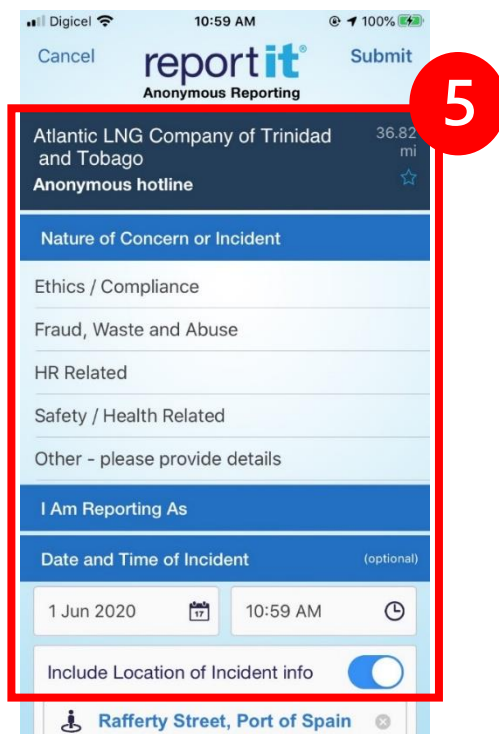 Digicel 10:59 AM 100%
Cancel reportit® Submit
Anonymous Reporting
5
Atlantic LNG Company of Trinidad and Tobago
36.82 mi
Anonymous hotline
Nature of Concern or Incident
Ethics / Compliance
Fraud, Waste and Abuse
HR Related
Safety / Health Related
Other - please provide details
I Am Reporting As
Date and Time of Incident (optional)
1 Jun 2020 17 10:59 AM
Include Location of Incident info
Rafferty Street, Port of Spain